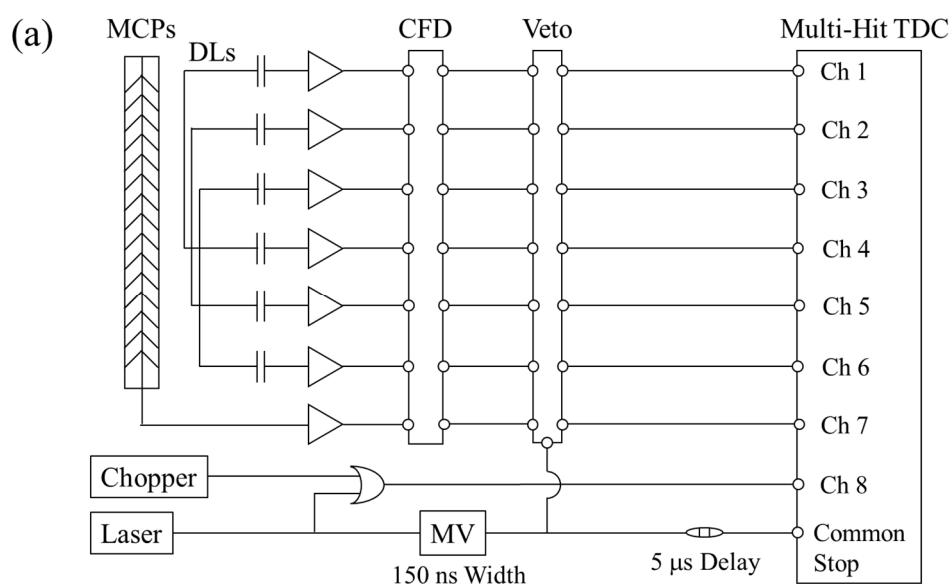 (a)
MCPs
DLs
CFD
Veto
Multi-Hit TDC
Ch 1
Ch 2
Ch 3
Ch 4
Ch 5
Ch 6
Ch 7
Chopper
Ch 8
Laser
MV
Common
Stop
150 ns Width
5 μs Delay